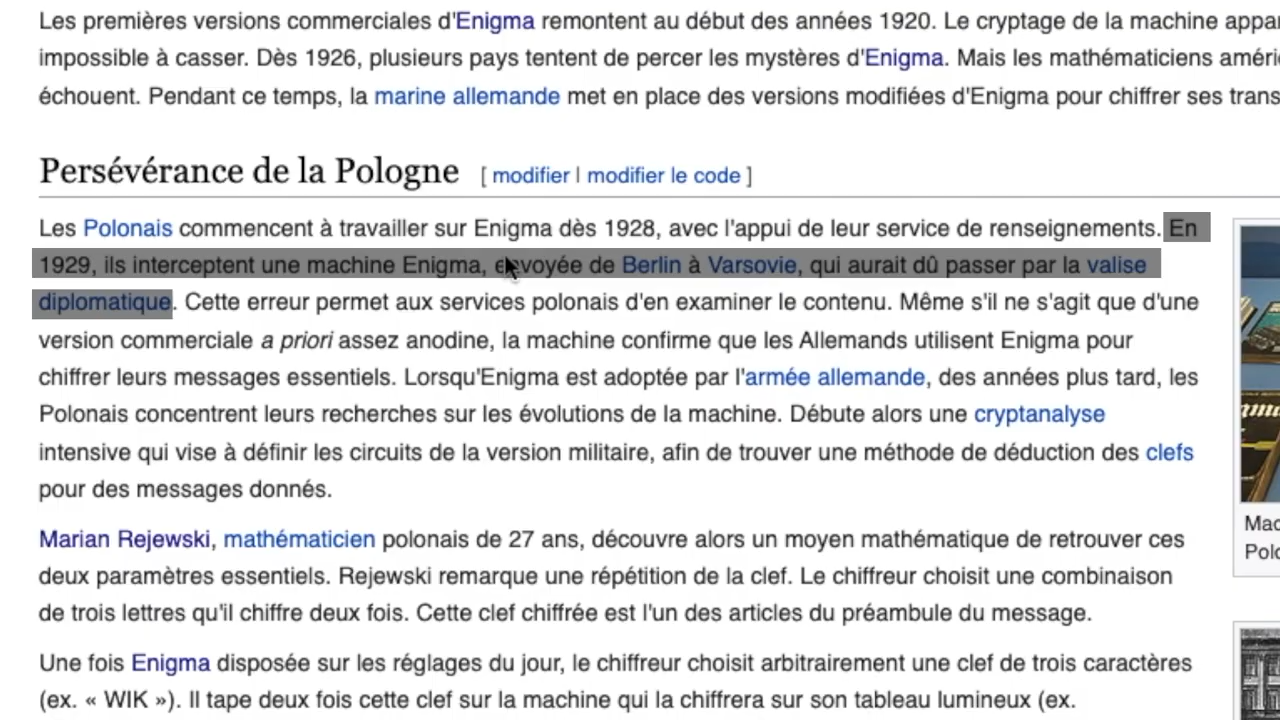 Les premières versions commerciales d'Enigma remontent au début des années 1920. Le cryptage de la machine appar
impossible à casser. Dès 1926, plusieurs pays tentent de percer les mystères d'Enigma. Mais les mathématiciens améri
échouent. Pendant ce temps, la marine allemande met en place des versions modifiées d'Enigma pour chiffrer ses trans
Persévérance de la Pologne [ modifier | modifier le code ]
Les Polonais commencent à travailler sur Enigma dès 1928, avec l'appui de leur service de renseignements. En
1929, ils interceptent une machine Enigma, envoyée de Berlin à Varsovie, qui aurait dû passer par la valise
diplomatique. Cette erreur permet aux services polonais d'en examiner le contenu. Même s'il ne s'agit que d'une
version commerciale a priori assez anodine, la machine confirme que les Allemands utilisent Enigma pour
chiffrer leurs messages essentiels. Lorsqu'Enigma est adoptée par l'armée allemande, des années plus tard, les
Polonais concentrent leurs recherches sur les évolutions de la machine. Débute alors une cryptanalyse
intensive qui vise à définir les circuits de la version militaire, afin de trouver une méthode de déduction des clefs
pour des messages donnés.
Marian Rejewski, mathématicien polonais de 27 ans, découvre alors un moyen mathématique de retrouver ces
deux paramètres essentiels. Rejewski remarque une répétition de la clef. Le chiffreur choisit une combinaison
de trois lettres qu'il chiffre deux fois. Cette clef chiffrée est l'un des articles du préambule du message.
Une fois Enigma disposée sur les réglages du jour, le chiffreur choisit arbitrairement une clef de trois caractères
(ex. « WIK »). Il tape deux fois cette clef sur la machine qui la chiffrera sur son tableau lumineux (ex.
Mac
Polo